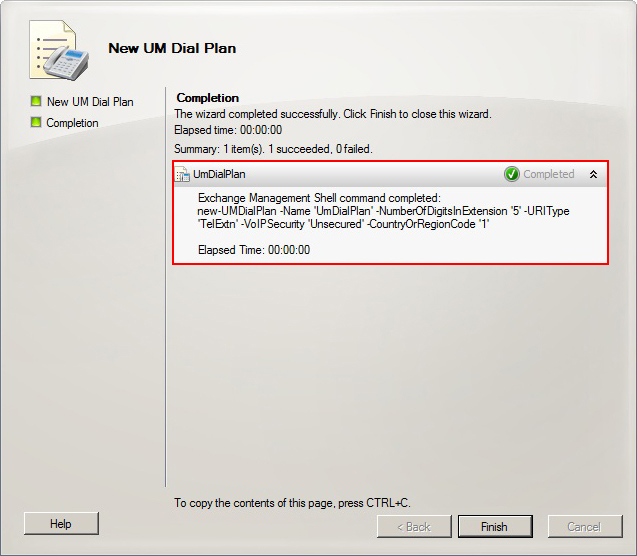 New UM Dial Plan
New UM Dial Plan
Completion
Completion
The wizard completed successfully. Click Finish to close this wizard.
Elapsed time: 00:00:00
Summary: 1 item(s). 1 succeeded, 0 failed.
UmDialPlan
Completed
Exchange Management Shell command completed:
new-UMDialPlan -Name 'UmDialPlan' -NumberOfDigitsInExtension '5' -URIType
'TelExtn' -VoIPSecurity 'Unsecured' -CountryOrRegionCode '1'
Elapsed Time: 00:00:00
To copy the contents of this page, press CTRL+C.
Help
< Back
Finish
Cancel